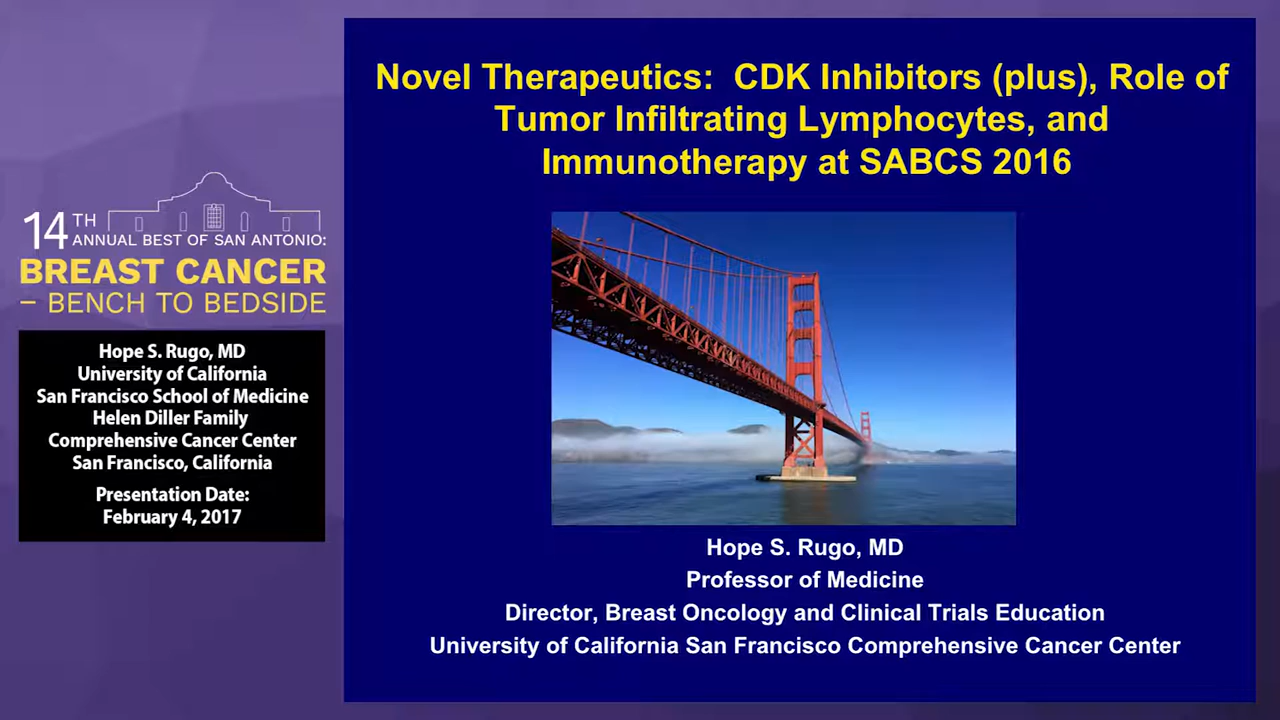 14TH
ANNUAL BEST OF SAN ANTONIO:
BREAST CANCER
– BENCH TO BEDSIDE
Hope S. Rugo, MD
University of California
San Francisco School of Medicine
Helen Diller Family
Comprehensive Cancer Center
San Francisco, California
Presentation Date:
February 4, 2017
Novel Therapeutics:  CDK Inhibitors (plus), Role of
Tumor Infiltrating Lymphocytes, and
Immunotherapy at SABCS 2016
Hope S. Rugo, MD
Professor of Medicine
Director, Breast Oncology and Clinical Trials Education
University of California San Francisco Comprehensive Cancer Center